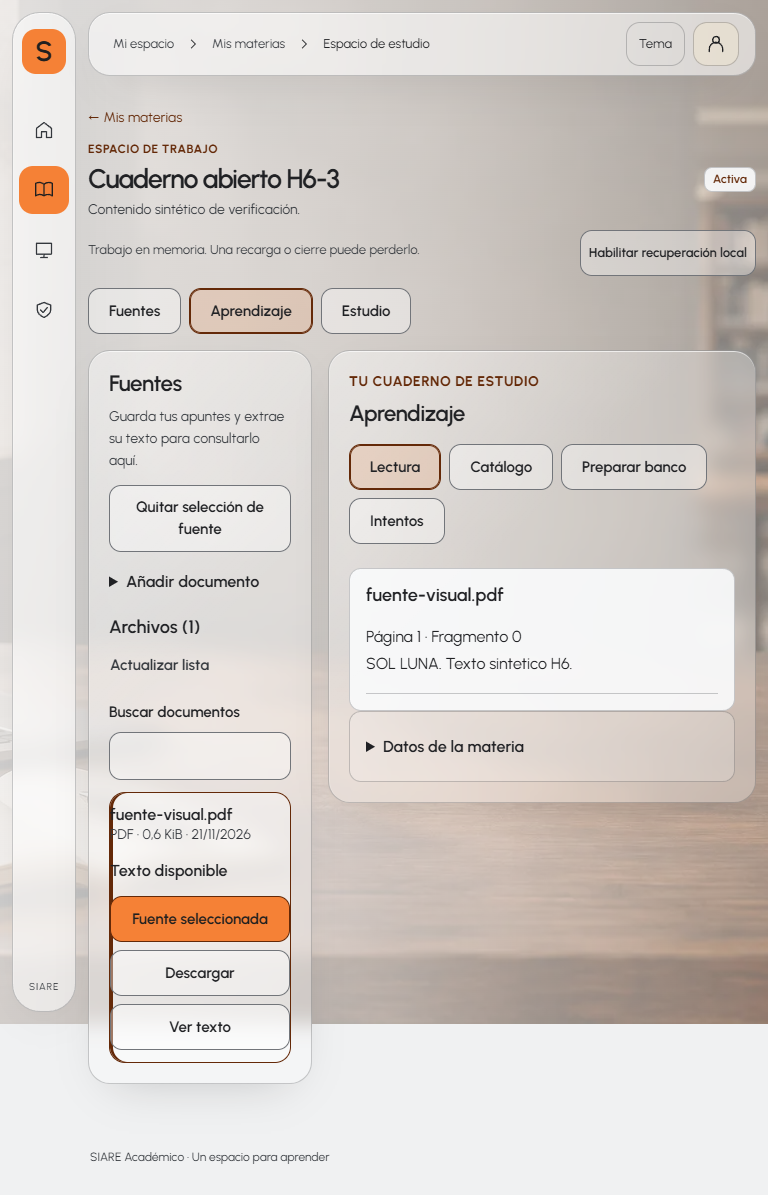 S
Mi espacio > Mis materias > Espacio de estudio
Tema
← Mis materias
ESPACIO DE TRABAJO
Cuaderno abierto H6-3
Activa
Contenido sintético de verificación.
Trabajo en memoria. Una recarga o cierre puede perderlo.
Habilitar recuperación local
Fuentes
Aprendizaje
Estudio
Fuentes
Guarda tus apuntes y extrae
su texto para consultarlo
aquí.
Quitar selección de
fuente
Añadir documento
Archivos (1)
Actualizar lista
Buscar documentos
fuente-visual.pdf
PDF · 0,6 KiB · 21/11/2026
Texto disponible
Fuente seleccionada
Descargar
Ver texto
TU CUADERNO DE ESTUDIO
Aprendizaje
Lectura
Catálogo
Preparar banco
Intentos
fuente-visual.pdf
Página 1 · Fragmento 0
SOL LUNA. Texto sintetico H6.
Datos de la materia
SIARE
SIARE Académico · Un espacio para aprender